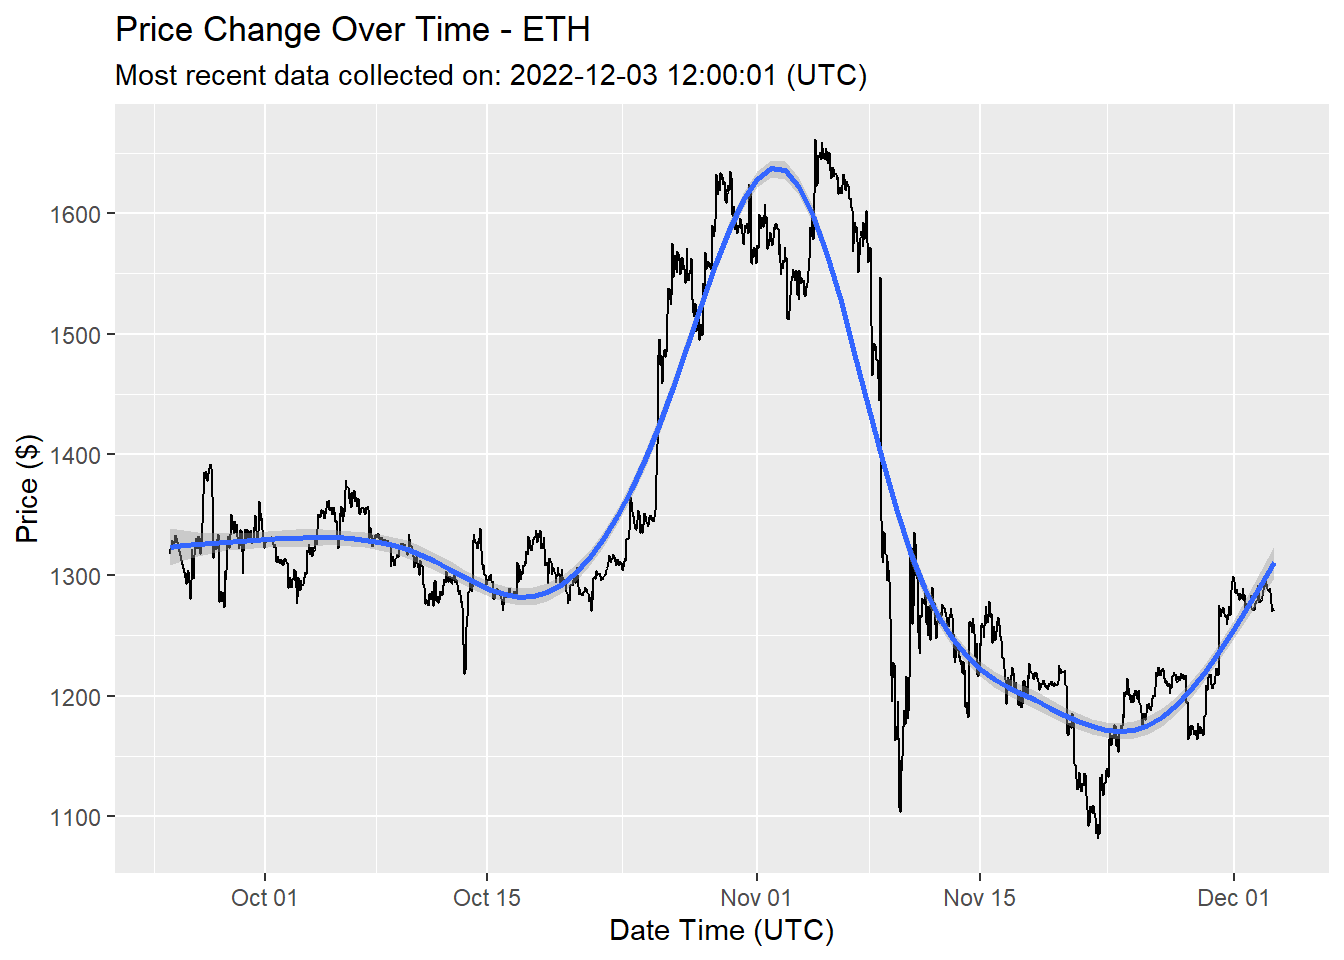 Price Change Over Time - ETH
Most recent data collected on: 2022-12-03 12:00:01 (UTC)
Price ($)
1600
1500
1400
1300
1200
1100
Oct 01
Oct 15
Nov 01
Nov 15
Dec 01
Date Time (UTC)